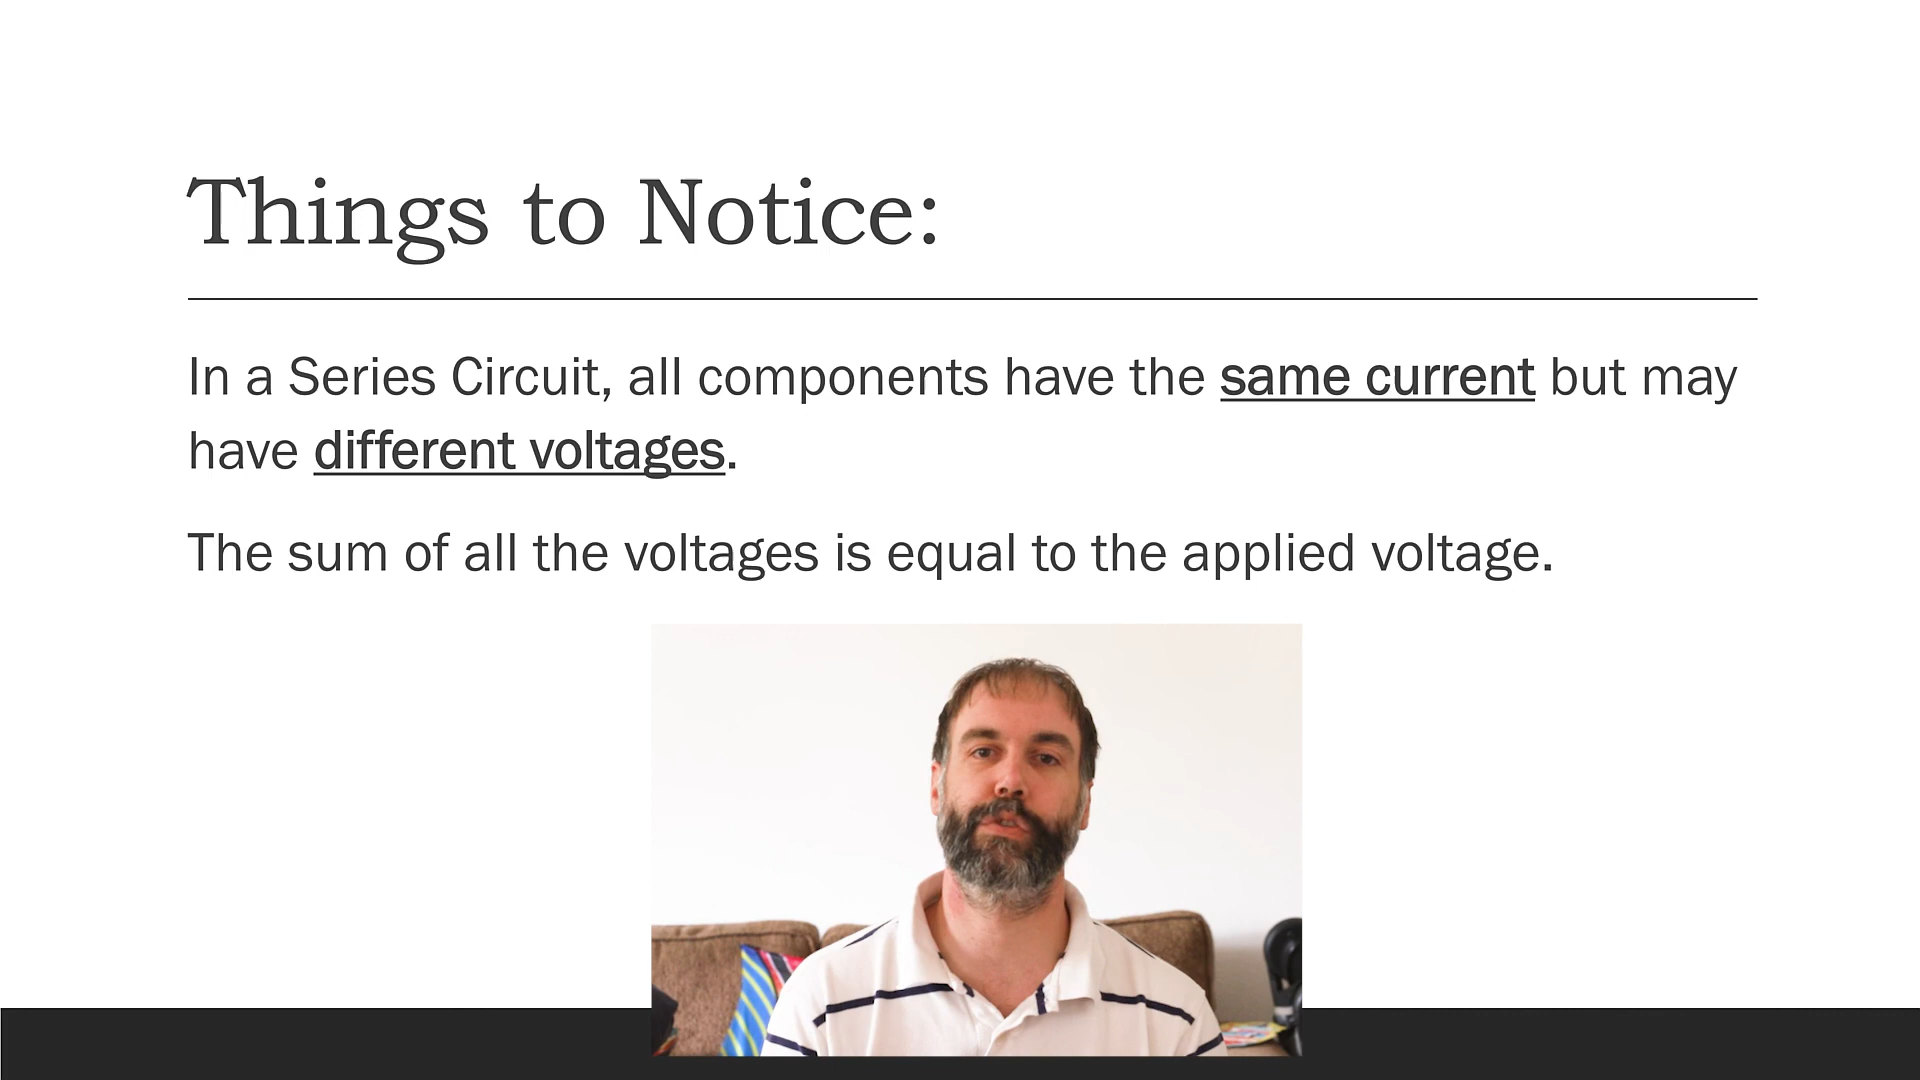 Things to Notice:
In a Series Circuit, all components have the same current but may
have different voltages.
The sum of all the voltages is equal to the applied voltage.